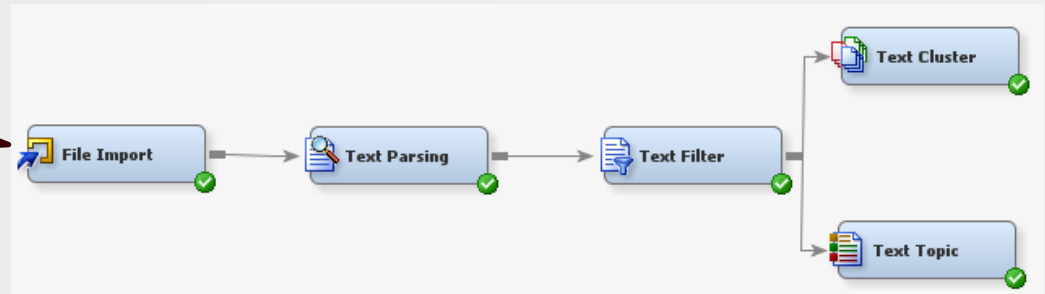 Text Cluster
File Import
Text Parsing
Text Filter
Text Topic